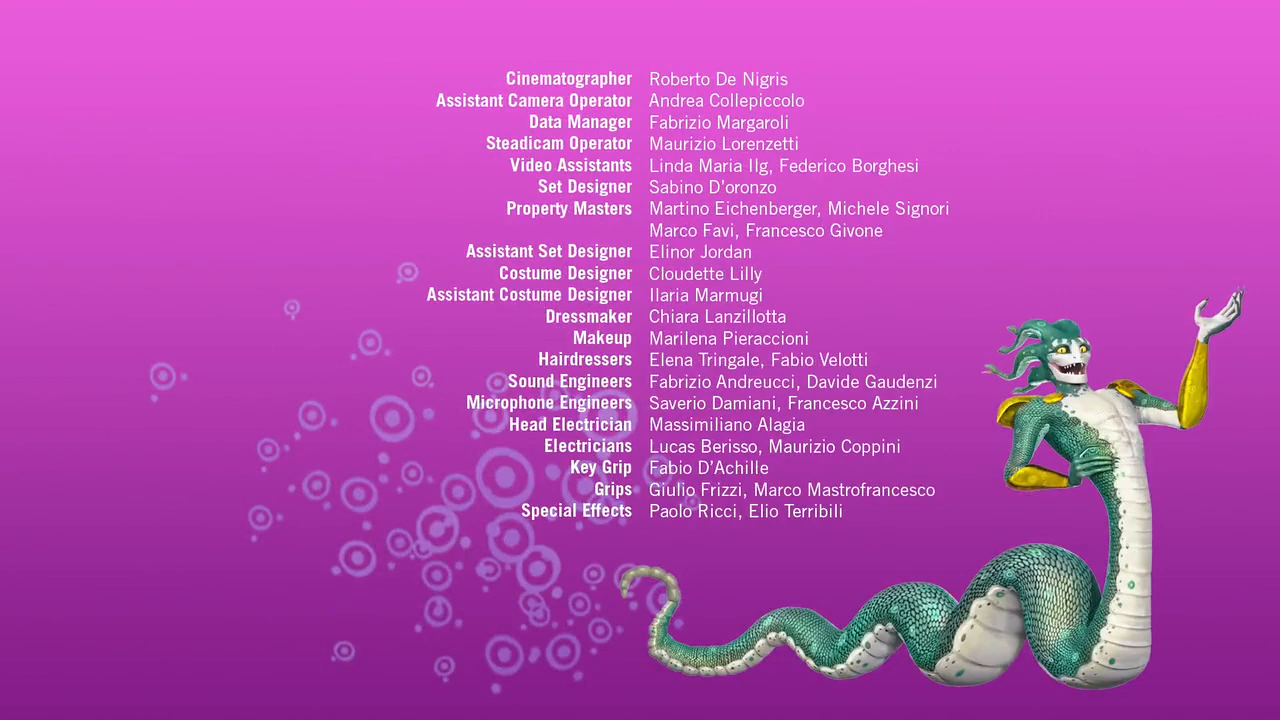 Cinematographer Roberto De Nigris
Assistant Camera Operator Andrea Collepiccolo
Data Manager Fabrizio Margaroli
Steadicam Operator Maurizio Lorenzetti
Video Assistants Linda Maria Ilg, Federico Borghesi
Set Designer Sabino D'oronzo
Property Masters Martino Eichenberger, Michele Signori
Marco Favi, Francesco Givone
Assistant Set Designer Elinor Jordan
Costume Designer Cloudette Lilly
Assistant Costume Designer Ilaria Marmugi
Dressmaker Chiara Lanzillotta
Makeup Marilena Pieraccioni
Hairdressers Elena Tringale, Fabio Velotti
Sound Engineers Fabrizio Andreucci, Davide Gaudenzi
Microphone Engineers Saverio Damiani, Francesco Azzini
Head Electrician Massimiliano Alagia
Electricians Lucas Berisso, Maurizio Coppini
Key Grip Fabio D'Achille
Grips Giulio Frizzi, Marco Mastrofrancesco
Special Effects Paolo Ricci, Elio Terribili